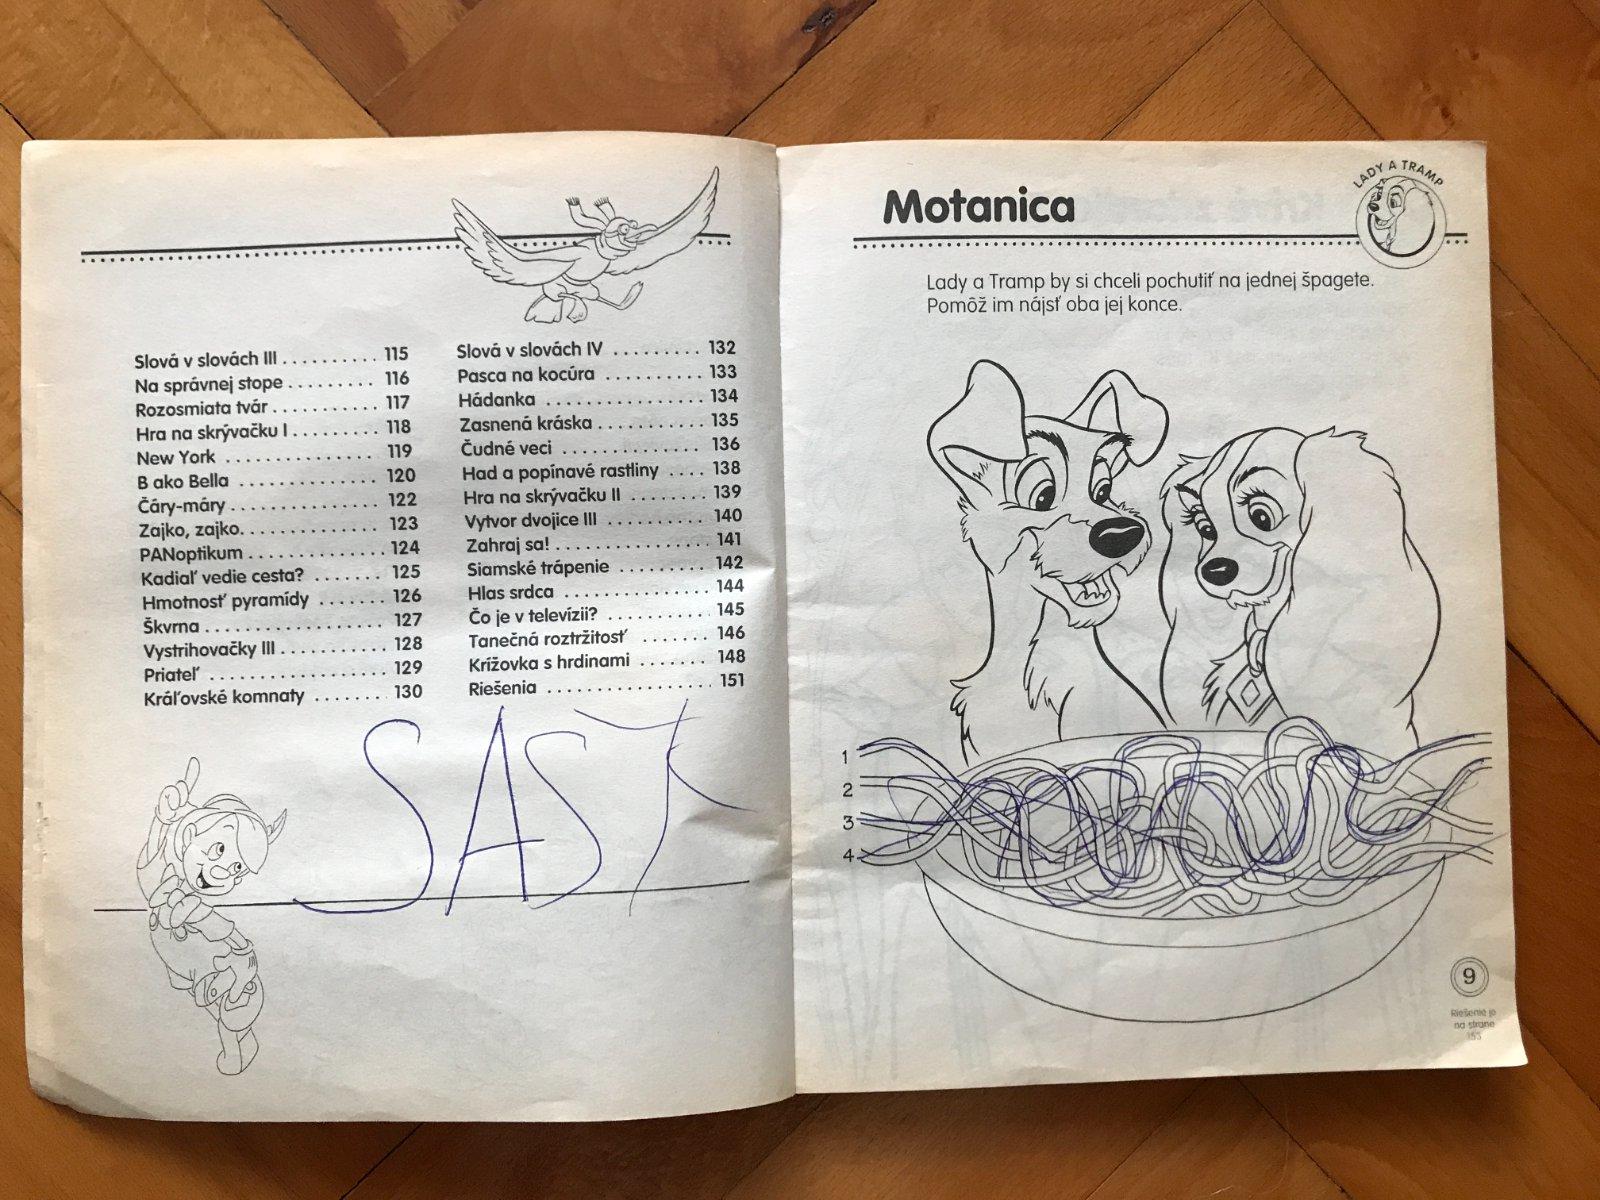 Slová v slovách III . . . . . . . . . . 115
Na správnej stope . . . . . . . . . 116
Rozosmiata tvár . . . . . . . . . . . 117
Hra na skrývačku I . . . . . . . . . 118
New York . . . . . . . . . . . . . . . . 119
B ako Bella . . . . . . . . . . . . . . 120
Čáry-máry . . . . . . . . . . . . . . . 122
Zajko, zajko. . . . . . . . . . . . . . 123
PANoptikum . . . . . . . . . . . . . 124
Kadiaľ vedie cesta? . . . . . . . 125
Hmotnosť pyramídy . . . . . . . 126
Škvrna . . . . . . . . . . . . . . . . . . 127
Vystrihovačky III . . . . . . . . . . 128
Priateľ . . . . . . . . . . . . . . . . . . 129
Kráľovské komnaty . . . . . . . 130
Slová v slovách IV . . . . . . . . . 132
Pasca na kocúra . . . . . . . . . . 133
Hádanka . . . . . . . . . . . . . . . . 134
Zasnená kráska . . . . . . . . . . . 135
Čudné veci . . . . . . . . . . . . . . 136
Had a popínavé rastliny . . . . 138
Hra na skrývačku II . . . . . . . . 139
Vytvor dvojice III . . . . . . . . . . 140
Zahraj sa! . . . . . . . . . . . . . . . 141
Siamské trápenie . . . . . . . . . 142
Hlas srdca . . . . . . . . . . . . . . . 144
Čo je v televízii? . . . . . . . . . . 145
Tanečná roztržitosť . . . . . . . 146
Krížovka s hrdinami . . . . . . . 148
Riešenia . . . . . . . . . . . . . . . . 151
Motanica
LADY A TRAMP
Lady a Tramp by si chceli pochutiť na jednej špagete.
Pomôž im nájsť oba jej konce.
1
2
3
4
9
Riešenie je
na strane
153